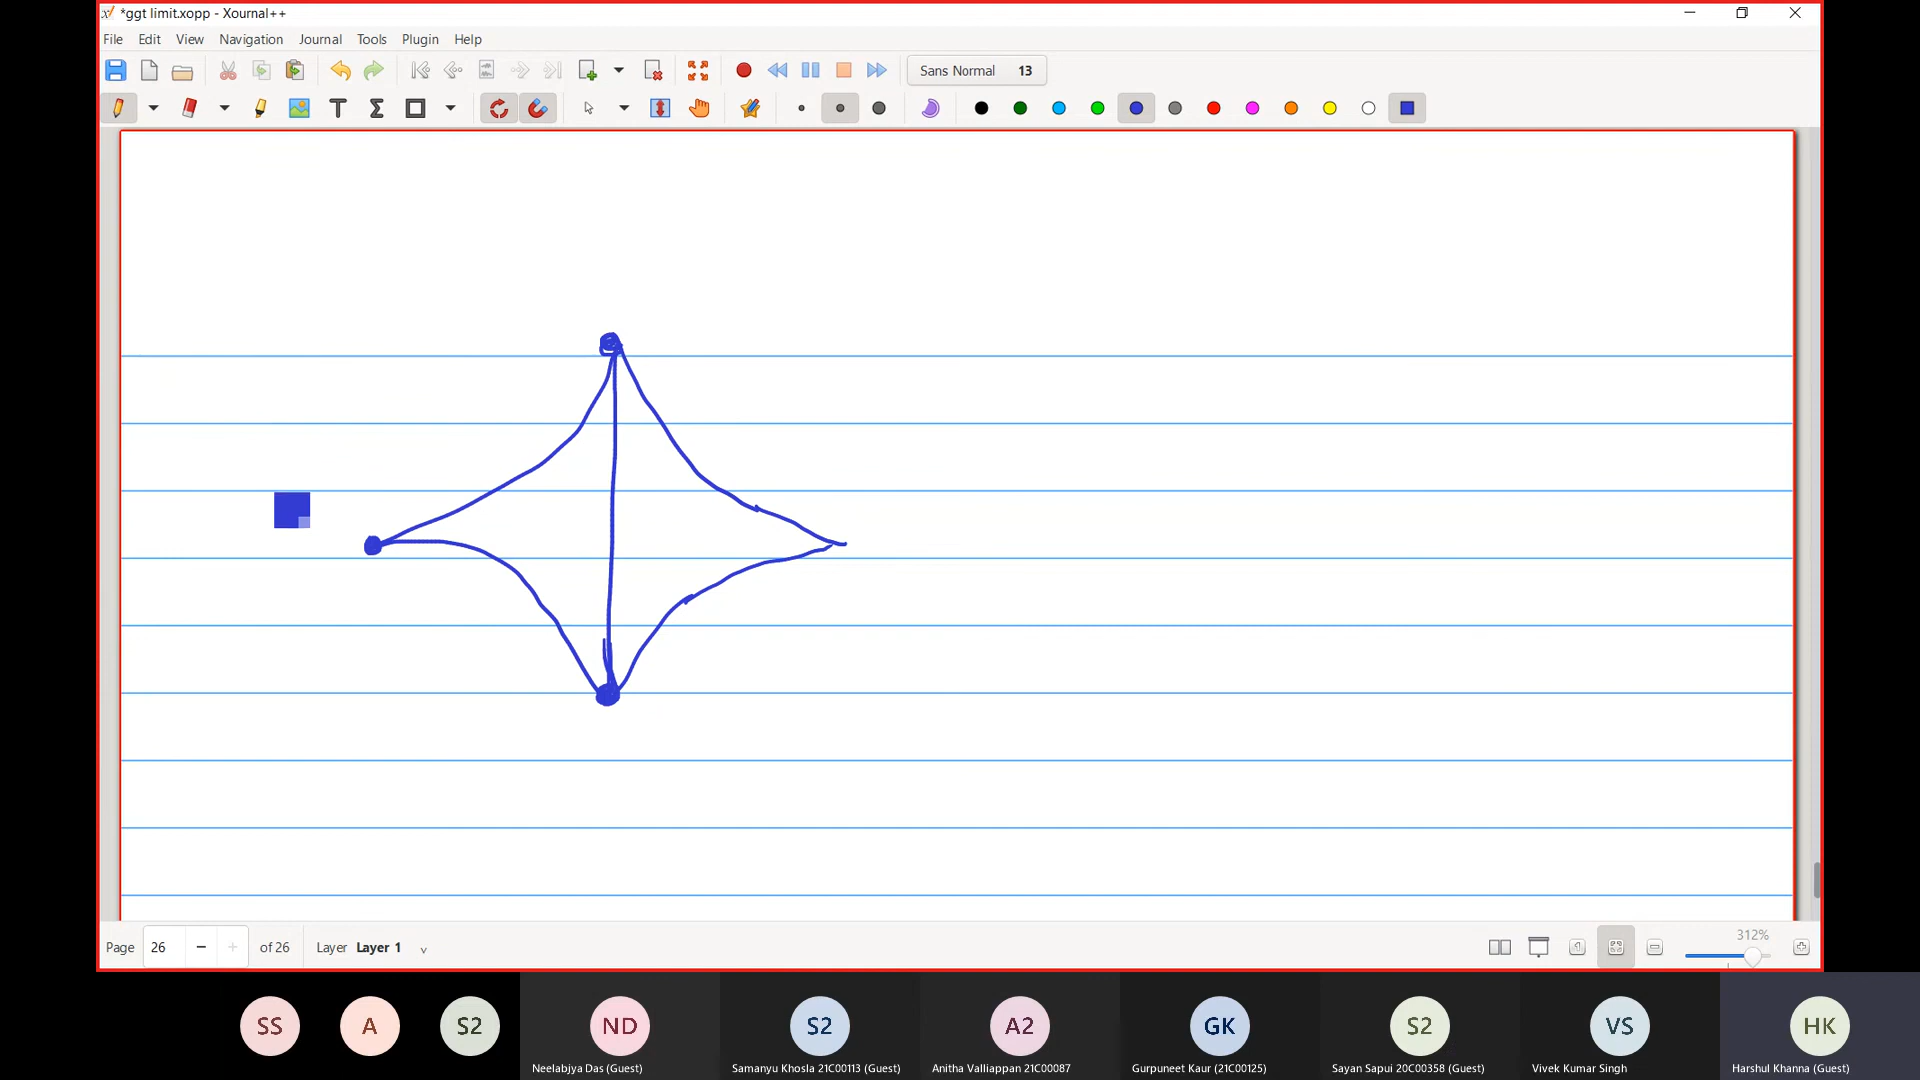 *ggt limit.xopp - Xournal++
File Edit View Navigation Journal Tools Plugin Help
Sans Normal 13
Page 26 of 26 Layer Layer 1 312%
SS A S2 ND S2 A2 GK S2 VS HK
Neelabjya Das (Guest) Samanyu Khosla 21C00113 (Guest) Anitha Valliappan 21C00087 Gurpuneet Kaur (21C00125) Sayan Sapui 20C00358 (Guest) Vivek Kumar Singh Harshul Khanna (Guest)